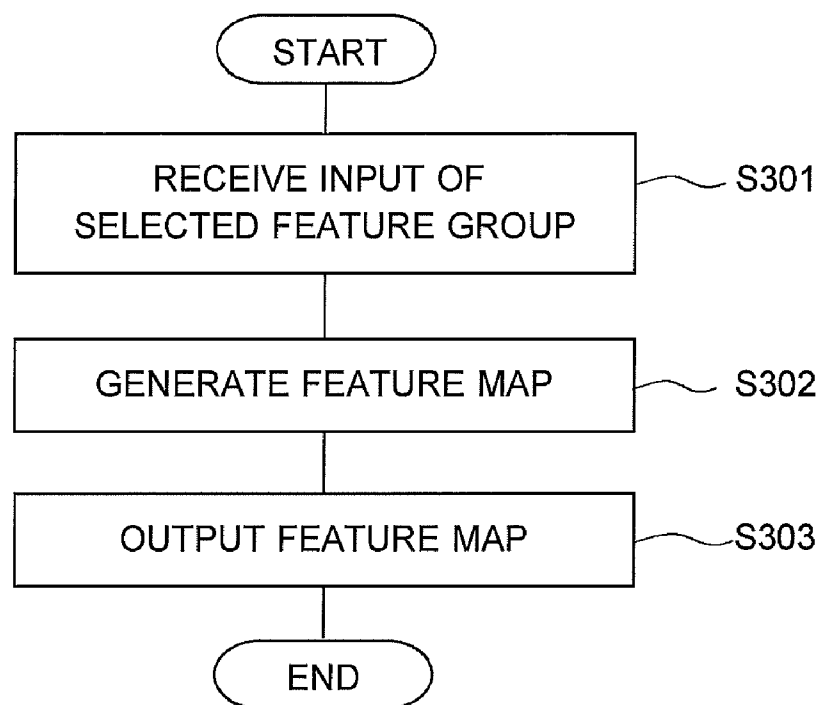 START
RECEIVE INPUT OF
SELECTED FEATURE GROUP
S301
GENERATE FEATURE MAP
S302
OUTPUT FEATURE MAP
S303
END